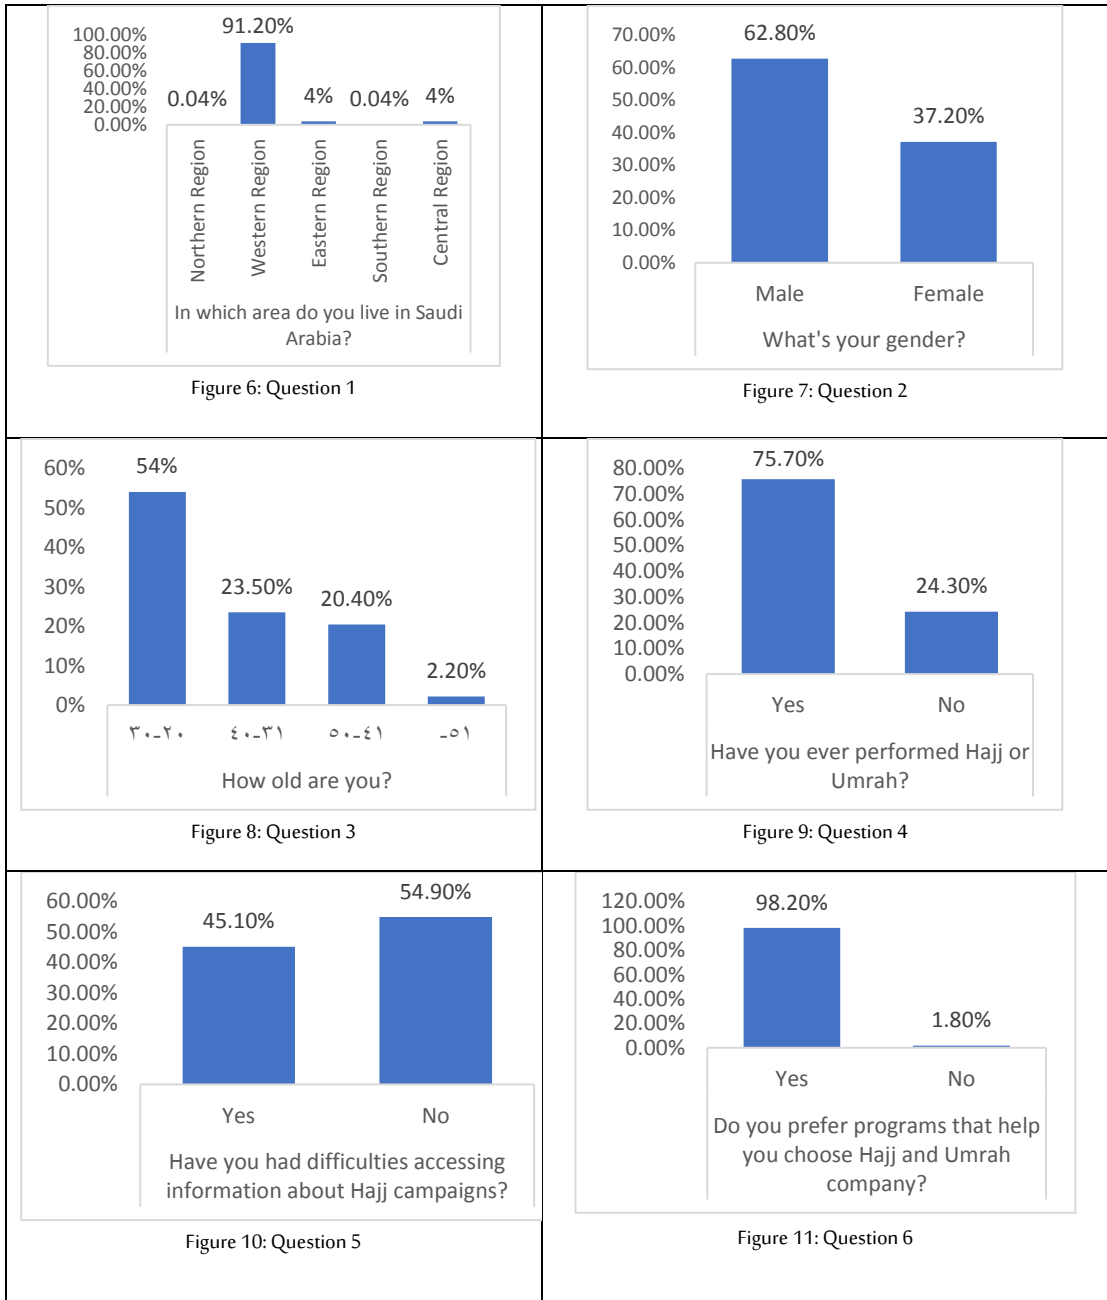 100.00%
80.00%
60.00%
40.00%
20.00%
0.00%
0.04%
91.20%
4%
0.04%
4%
Northern Region
Western Region
Eastern Region
Southern Region
Central Region
In which area do you live in Saudi
Arabia?
Figure 6: Question 1
70.00%
60.00%
50.00%
40.00%
30.00%
20.00%
10.00%
0.00%
62.80%
37.20%
Male
Female
What's your gender?
Figure 7: Question 2
60%
50%
40%
30%
20%
10%
0%
54%
23.50%
20.40%
2.20%
٢٠-٣٠
٣١-٤٠
٤١-٥٠
٥١-
How old are you?
Figure 8: Question 3
80.00%
70.00%
60.00%
50.00%
40.00%
30.00%
20.00%
10.00%
0.00%
75.70%
24.30%
Yes
No
Have you ever performed Hajj or
Umrah?
Figure 9: Question 4
60.00%
50.00%
40.00%
30.00%
20.00%
10.00%
0.00%
45.10%
54.90%
Yes
No
Have you had difficulties accessing
information about Hajj campaigns?
Figure 10: Question 5
120.00%
100.00%
80.00%
60.00%
40.00%
20.00%
0.00%
98.20%
1.80%
Yes
No
Do you prefer programs that help
you choose Hajj and Umrah
company?
Figure 11: Question 6